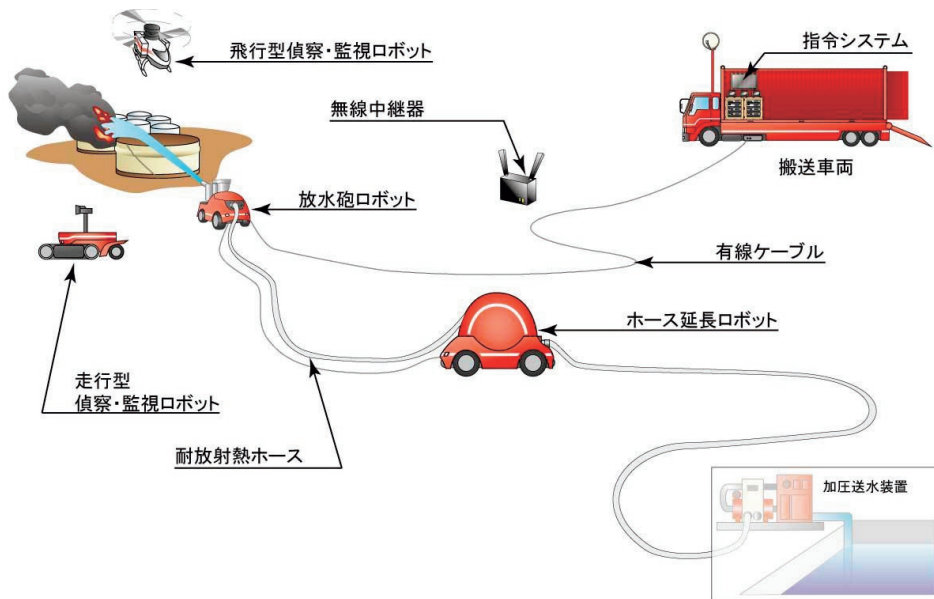 飛行型偵察・監視ロボット
指令システム
無線中継器
搬送車両
放水砲ロボット
有線ケーブル
ホース延長ロボット
走行型
偵察・監視ロボット
耐放射熱ホース
加圧送水装置